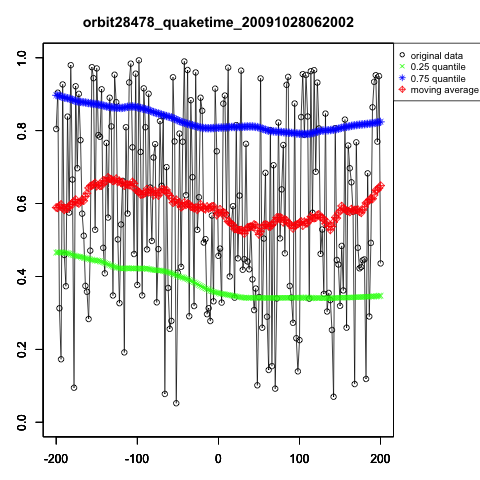 orbit28478_quaketime_20091028062002
original data
0.25 quantile
0.75 quantile
moving average
1.0
0.8
0.6
0.4
0.2
0.0
-200 -100 0 100 200